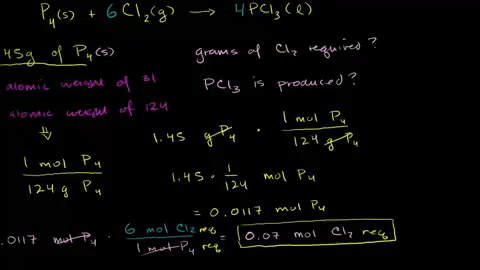 P₄(s) + 6Cl₂(g) → 4PCl₃(l)
45g of P₄(s)
grams of Cl₂ required?
atomic weight of 31
PCl₃ is produced?
atomic weight of 124
⇓
1.45 g P₄ · 1 mol P₄ / 124 g P₄
1 mol P₄ / 124 g P₄
1.45 · 1/124 mol P₄
= 0.0117 mol P₄
.0117 mol P₄ · 6 mol Cl₂ req / 1 mol P₄ req = 0.07 mol Cl₂ req